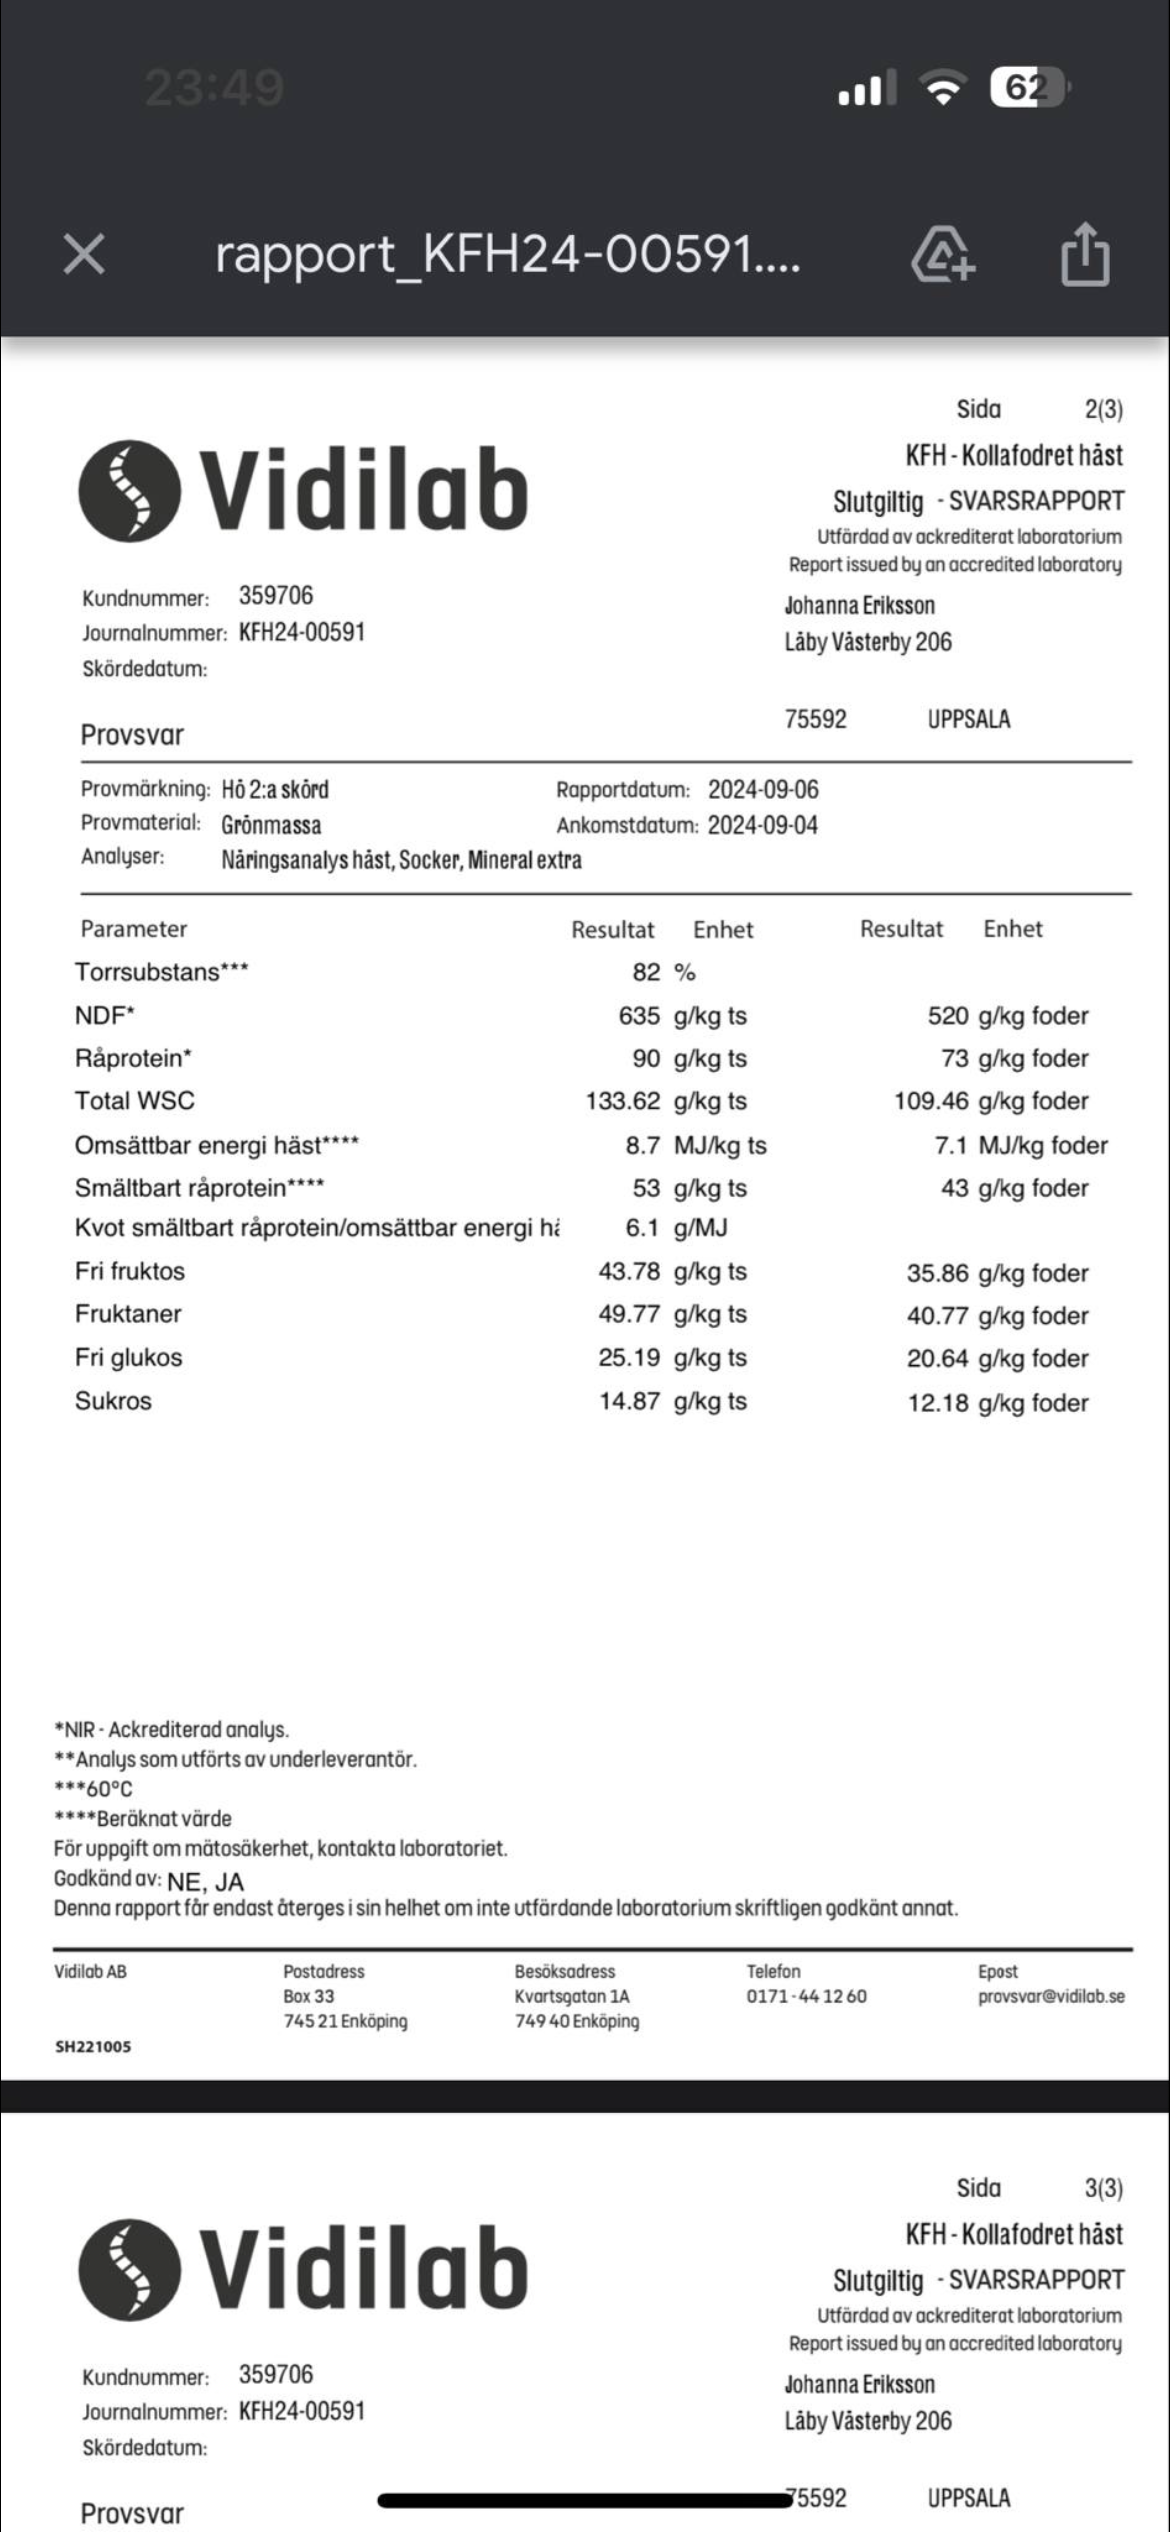 23:49
62
rapport_KFH24-00591....
Sida 2(3)
Vidilab
KFH - Kollafodret häst
Slutgiltig - SVARSRAPPORT
Utfärdad av ackrediterat laboratorium
Report issued by an accredited laboratory
Kundnummer: 359706
Johanna Eriksson
Journalnummer: KFH24-00591
Läby Västerby 206
Skördedatum:
75592 UPPSALA
Provsvar
Provmärkning: Hö 2:a skörd Rapportdatum: 2024-09-06
Provmaterial: Grönmassa Ankomstdatum: 2024-09-04
Analyser: Näringsanalys häst, Socker, Mineral extra
Parameter Resultat Enhet Resultat Enhet
Torrsubstans*** 82 %
NDF* 635 g/kg ts 520 g/kg foder
Råprotein* 90 g/kg ts 73 g/kg foder
Total WSC 133.62 g/kg ts 109.46 g/kg foder
Omsättbar energi häst**** 8.7 MJ/kg ts 7.1 MJ/kg foder
Smältbart råprotein**** 53 g/kg ts 43 g/kg foder
Kvot smältbart råprotein/omsättbar energi hä 6.1 g/MJ
Fri fruktos 43.78 g/kg ts 35.86 g/kg foder
Fruktaner 49.77 g/kg ts 40.77 g/kg foder
Fri glukos 25.19 g/kg ts 20.64 g/kg foder
Sukros 14.87 g/kg ts 12.18 g/kg foder
*NIR - Ackrediterad analys.
**Analys som utförts av underleverantör.
***60°C
****Beräknat värde
För uppgift om mätosäkerhet, kontakta laboratoriet.
Godkänd av: NE, JA
Denna rapport får endast återges i sin helhet om inte utfärdande laboratorium skriftligen godkänt annat.
Vidilab AB Postadress Besöksadress Telefon Epost
Box 33 Kvartsgatan 1A 0171-44 12 60 provsvar@vidilab.se
745 21 Enköping 749 40 Enköping
SH221005
Sida 3(3)
Vidilab
KFH - Kollafodret häst
Slutgiltig - SVARSRAPPORT
Utfärdad av ackrediterat laboratorium
Report issued by an accredited laboratory
Kundnummer: 359706
Johanna Eriksson
Journalnummer: KFH24-00591
Läby Västerby 206
Skördedatum:
75592 UPPSALA
Provsvar